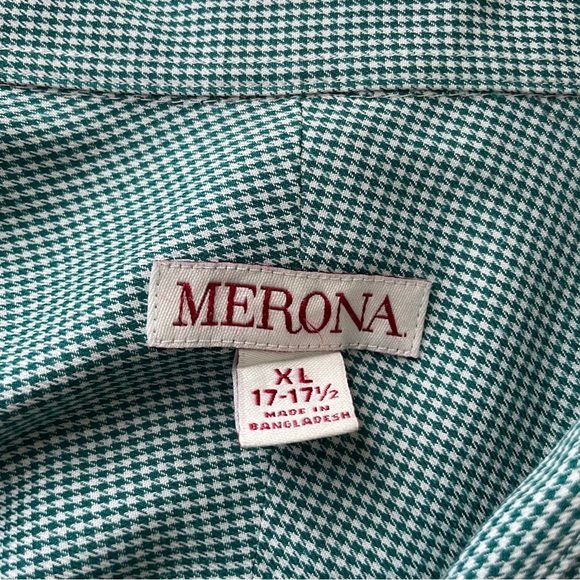 MERONA
XL
17-17½
MADE IN
BANGLADESH